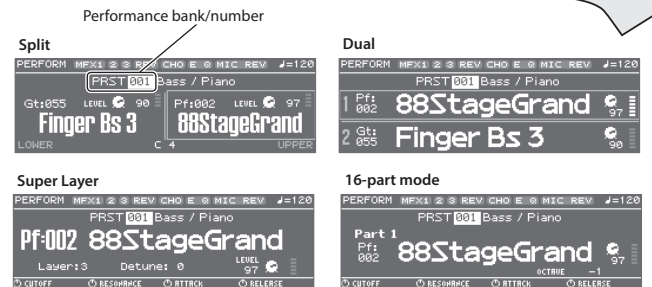 Performance bank/number
Split
PERFORM MFX1 2 3 REV CHO E Q MIC REV ♩=120
PRST 001 Bass / Piano
Gt:055 LEVEL 90 Pf:002 LEVEL 97
Finger Bs 3 88StageGrand
LOWER C 4 UPPER
Dual
PERFORM MFX1 2 3 REV CHO E Q MIC REV ♩=120
PRST 001 Bass / Piano
1 Pf: 002 88StageGrand 97
2 Gt: 055 Finger Bs 3 90
Super Layer
PERFORM MFX1 2 3 REV CHO E Q MIC REV ♩=120
PRST 001 Bass / Piano
Pf:002 88StageGrand
Layer:3 Detune: 0 LEVEL 97
CUTOFF RESONANCE ATTACK RELEASE
16-part mode
PERFORM MFX1 2 3 REV CHO E Q MIC REV ♩=120
PRST 001 Bass / Piano
Part 1
Pf: 002 88StageGrand 97
OCTAVE -1
CUTOFF RESONANCE ATTACK RELEASE